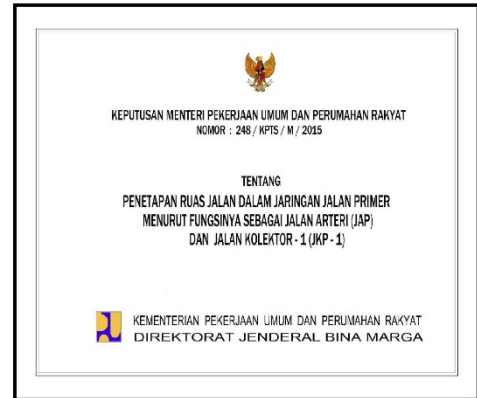 KEPUTUSAN MENTERI PEKERJAAN UMUM DAN PERUMAHAN RAKYAT
NOMOR : 248 / KPTS / M / 2015
TENTANG
PENETAPAN RUAS JALAN DALAM JARINGAN JALAN PRIMER
MENURUT FUNGSINYA SEBAGAI JALAN ARTERI (JAP)
DAN JALAN KOLEKTOR - 1 (JKP - 1)
KEMENTERIAN PEKERJAAN UMUM DAN PERUMAHAN RAKYAT
DIREKTORAT JENDERAL BINA MARGA